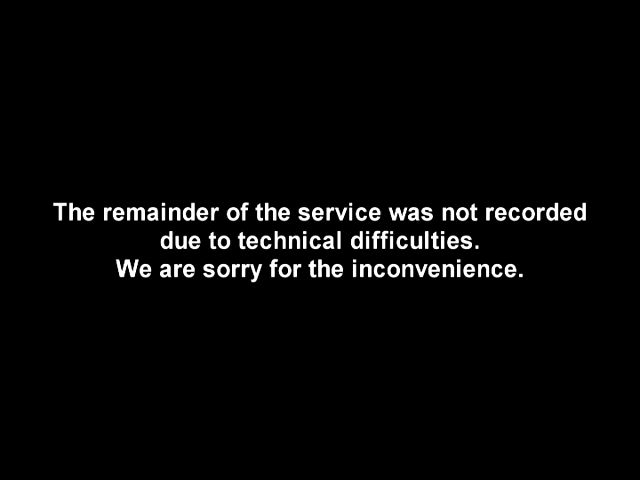 The remainder of the service was not recorded
due to technical difficulties.
We are sorry for the inconvenience.